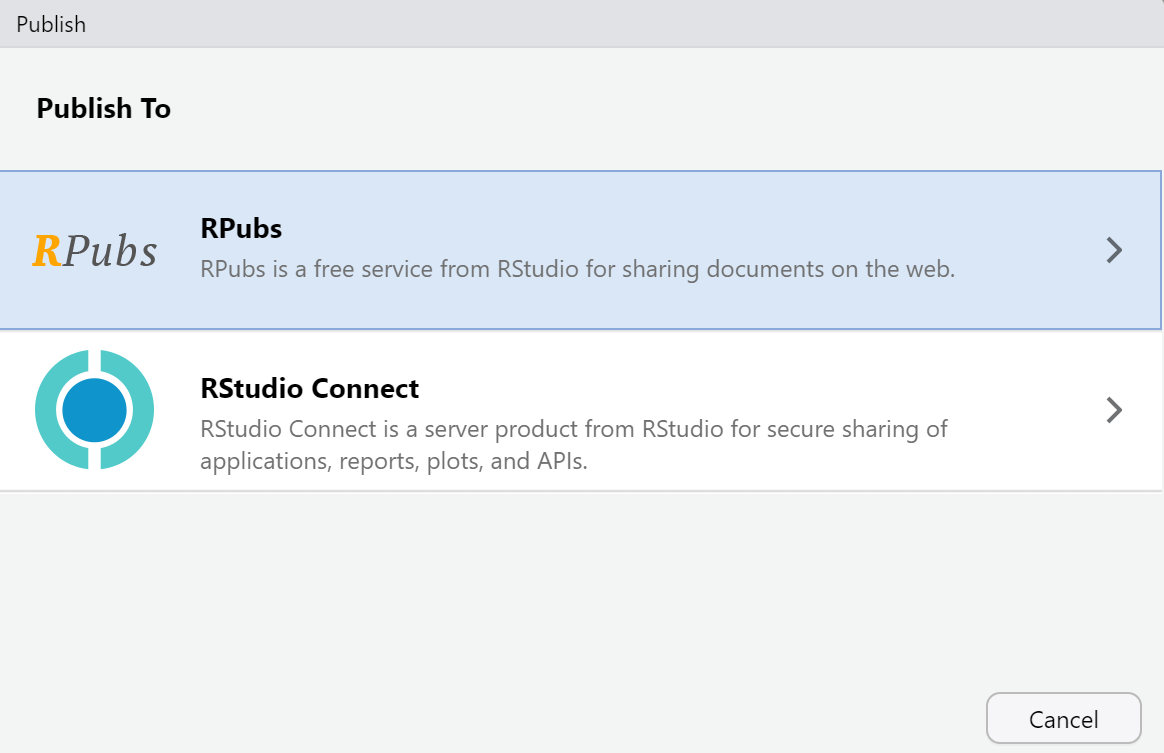 Publish
Publish To
RPubs
RPubs
RPubs is a free service from RStudio for sharing documents on the web.
RStudio Connect
RStudio Connect is a server product from RStudio for secure sharing of
applications, reports, plots, and APIs.
Cancel